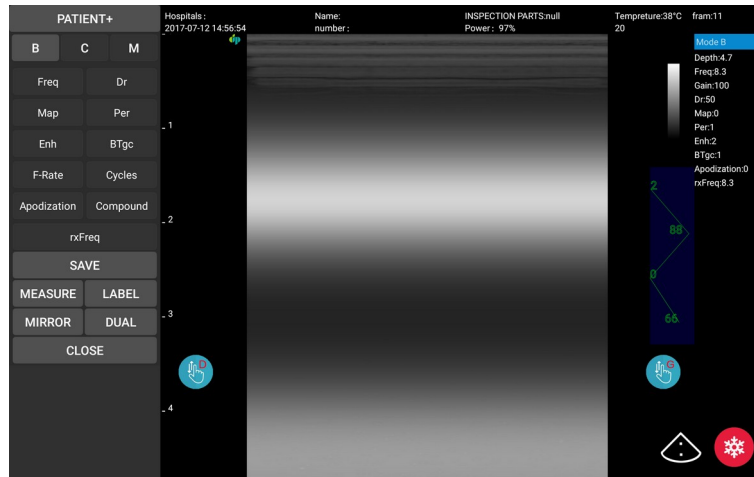 PATIENT+
B C M
Freq Dr
Map Per
Enh BTgc
F-Rate Cycles
Apodization Compound
rxFreq
SAVE
MEASURE LABEL
MIRROR DUAL
CLOSE
Hospitals : Name: INSPECTION PARTS:null Tempreture:38°C fram:11
2017-07-12 14:56:54 number : Power : 97% 20
dp
1
2
3
4
D
G
Mode B
Depth:4.7
Freq:8.3
Gain:100
Dr:50
Map:0
Per:1
Enh:2
BTgc:1
Apodization:0
rxFreq:8.3
2
88
0
66